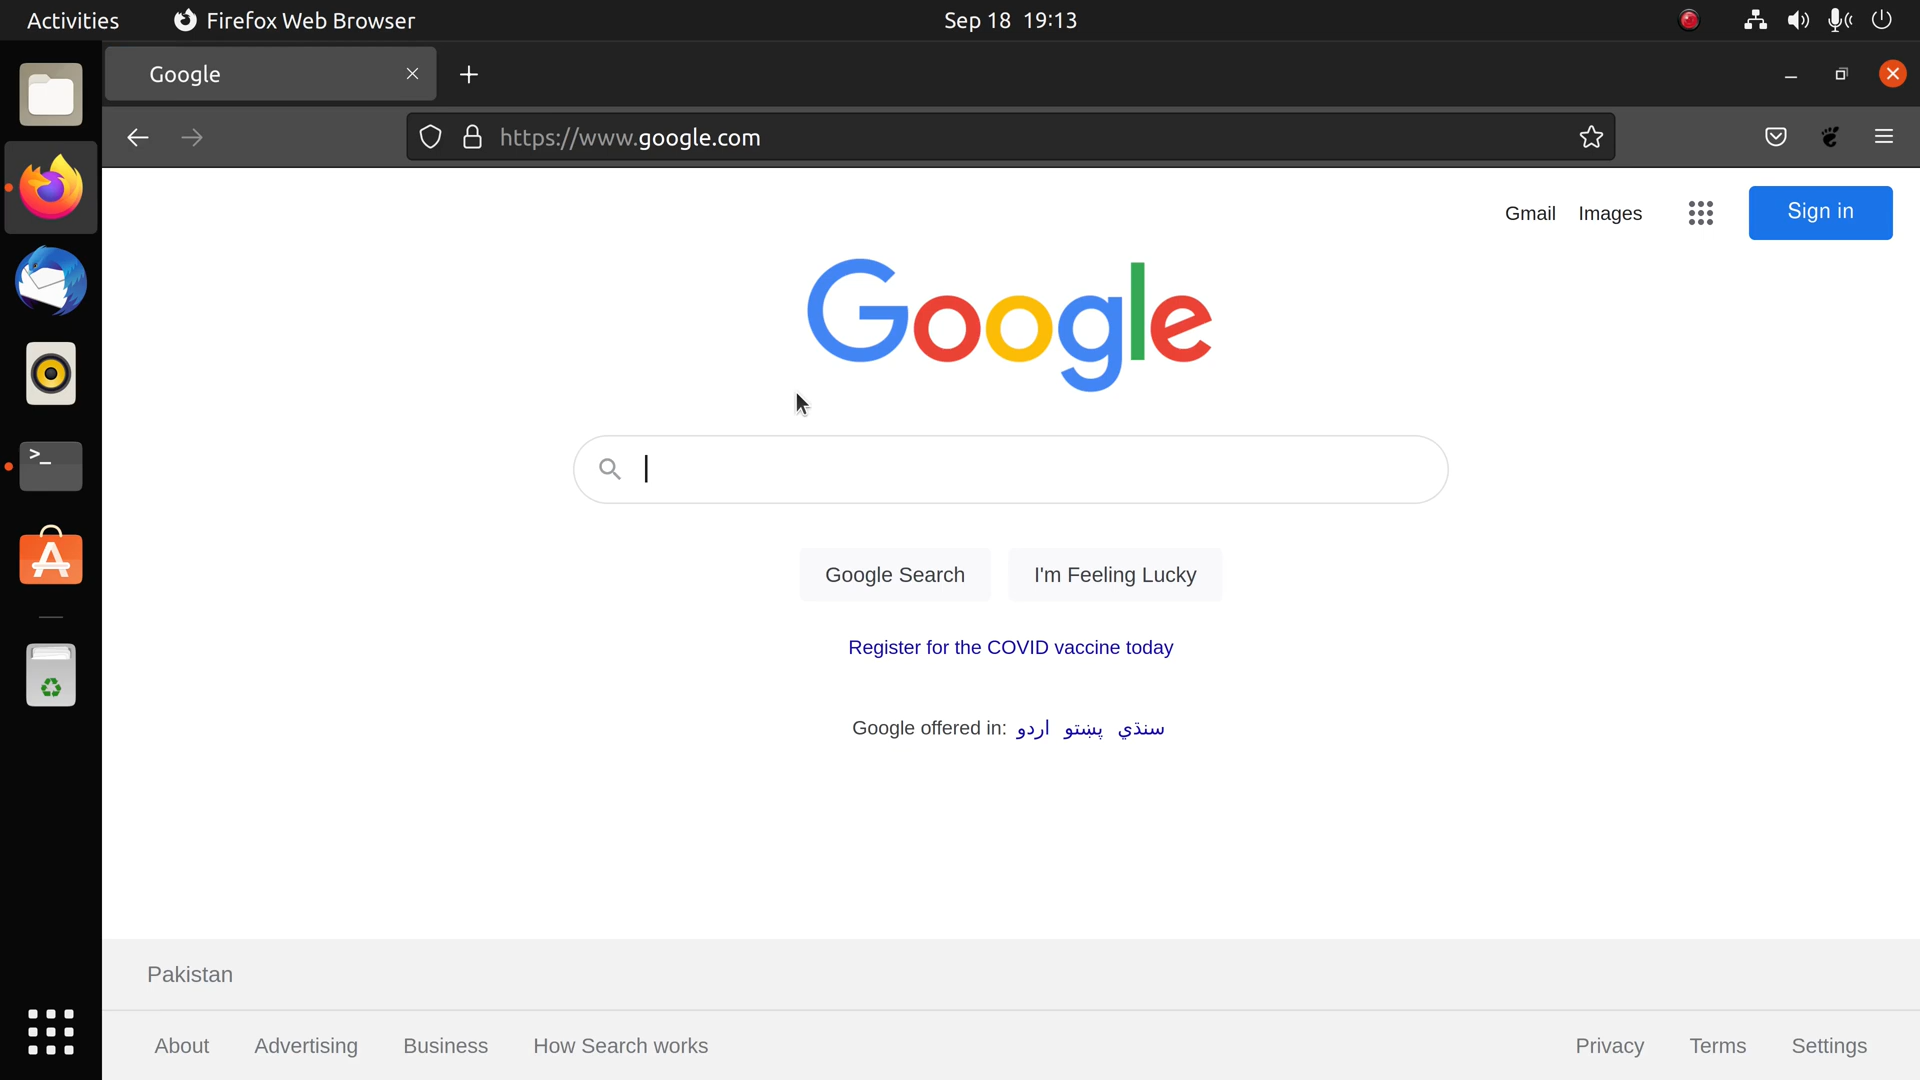 Activities Firefox Web Browser Sep 18 19:13
Google
https://www.google.com
Gmail Images Sign in
Google
Google Search I'm Feeling Lucky
Register for the COVID vaccine today
Google offered in: اردو پښتو سنڌي
Pakistan
About Advertising Business How Search works Privacy Terms Settings